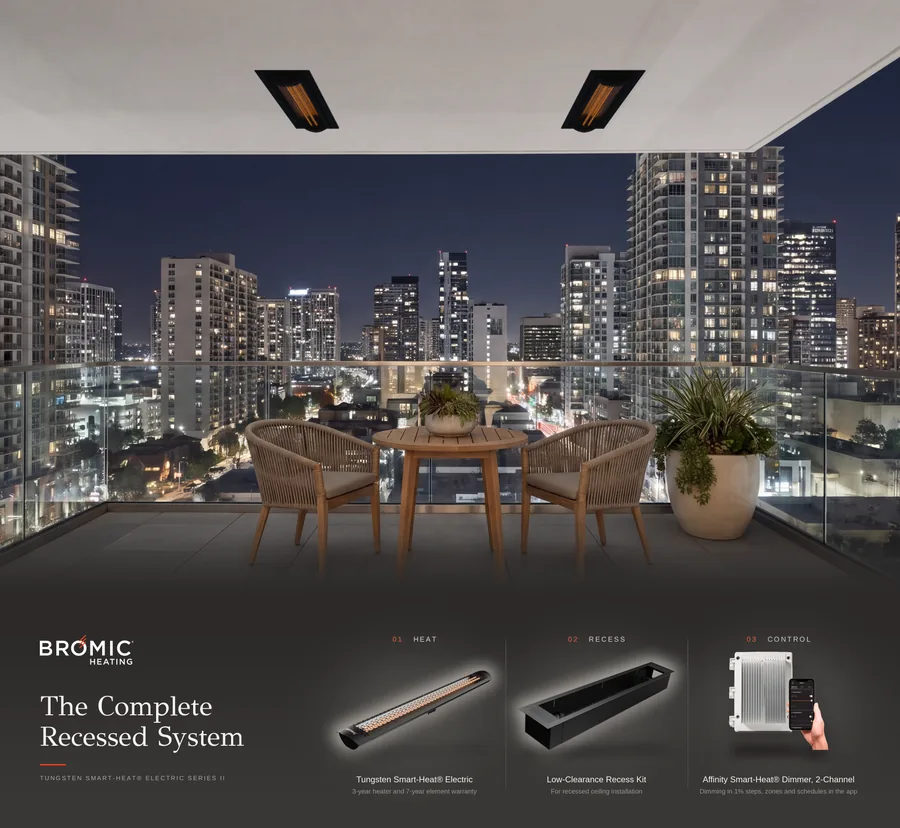 BROMIC
HEATING
The Complete
Recessed System
TUNGSTEN SMART-HEAT® ELECTRIC SERIES II
01 HEAT
Tungsten Smart-Heat® Electric
3-year heater and 7-year element warranty
02 RECESS
Low-Clearance Recess Kit
For recessed ceiling installation
03 CONTROL
Affinity Smart-Heat® Dimmer, 2-Channel
Dimming in 1% steps, zones and schedules in the app